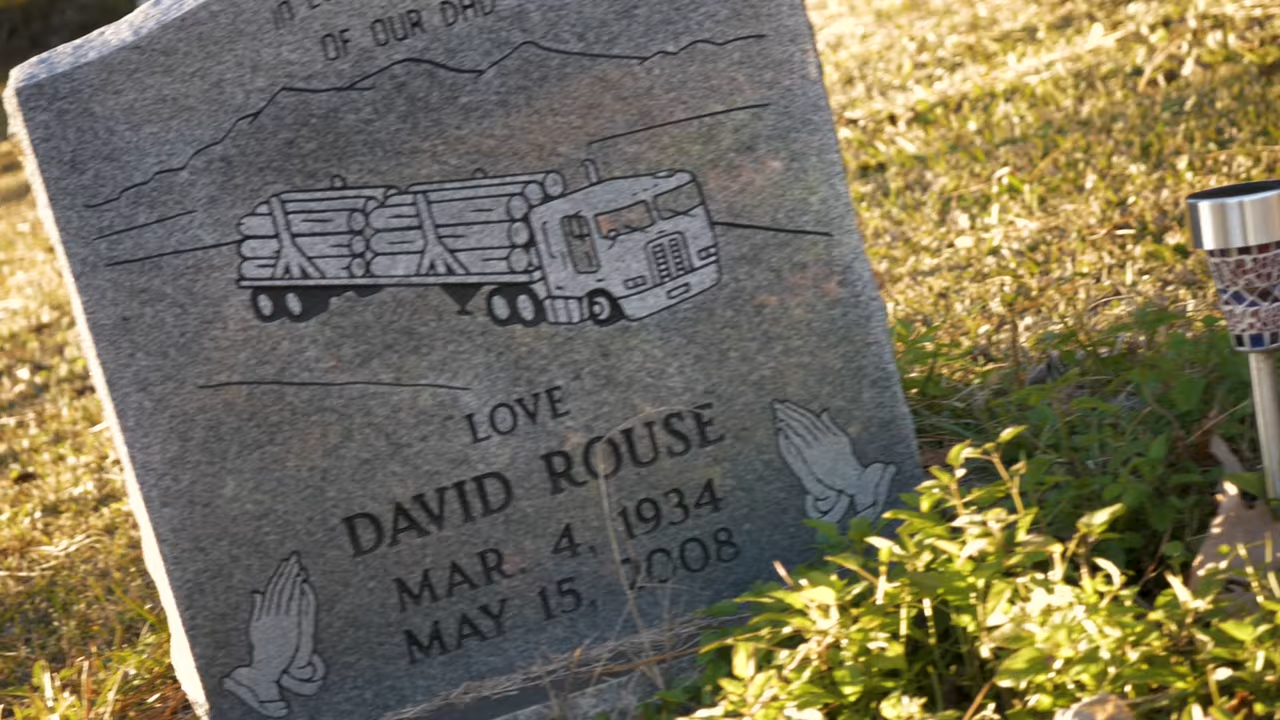 OF OUR DAD
LOVE
DAVID ROUSE
MAR. 4, 1934
MAY 15, 2008